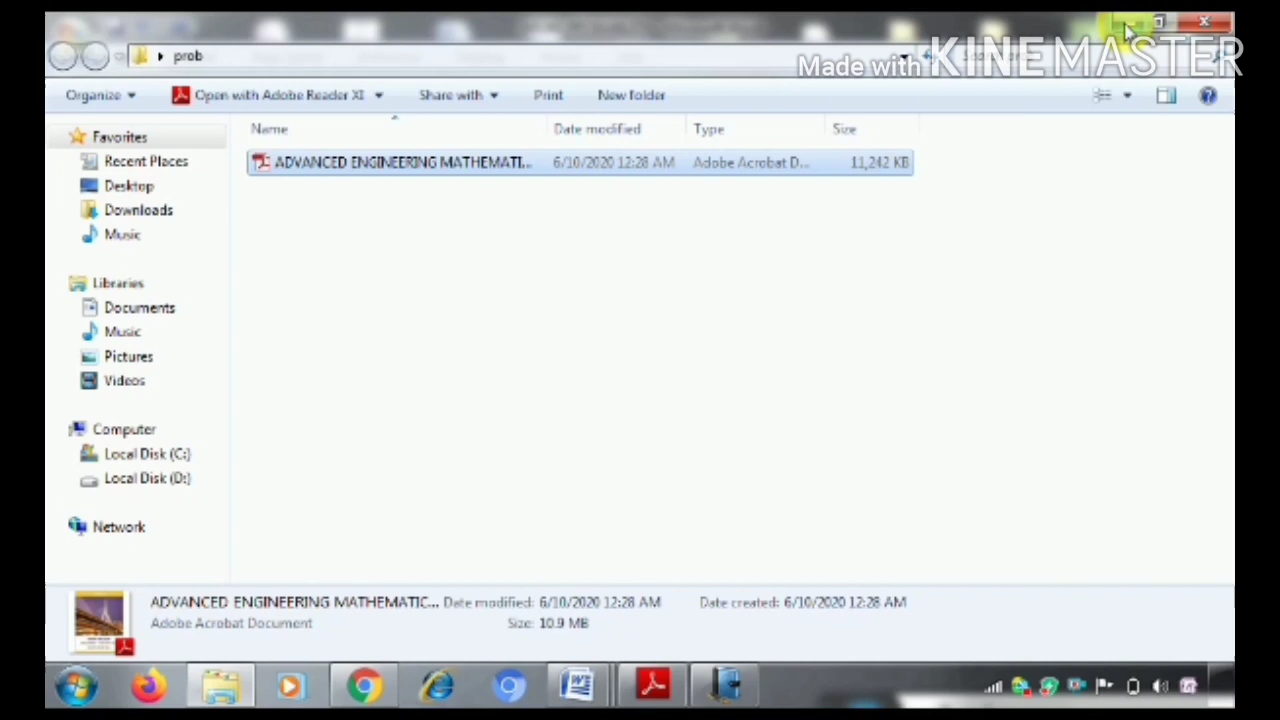 Made with KINEMASTER
prob
Organize Open with Adobe Reader XI Share with Print New folder
Name Date modified Type Size
ADVANCED ENGINEERING MATHEMATI... 6/10/2020 12:28 AM Adobe Acrobat D... 11,242 KB
Favorites
Recent Places
Desktop
Downloads
Music
Libraries
Documents
Music
Pictures
Videos
Computer
Local Disk (C:)
Local Disk (D:)
Network
ADVANCED ENGINEERING MATHEMATIC... Date modified: 6/10/2020 12:28 AM Date created: 6/10/2020 12:28 AM
Adobe Acrobat Document Size: 10.9 MB